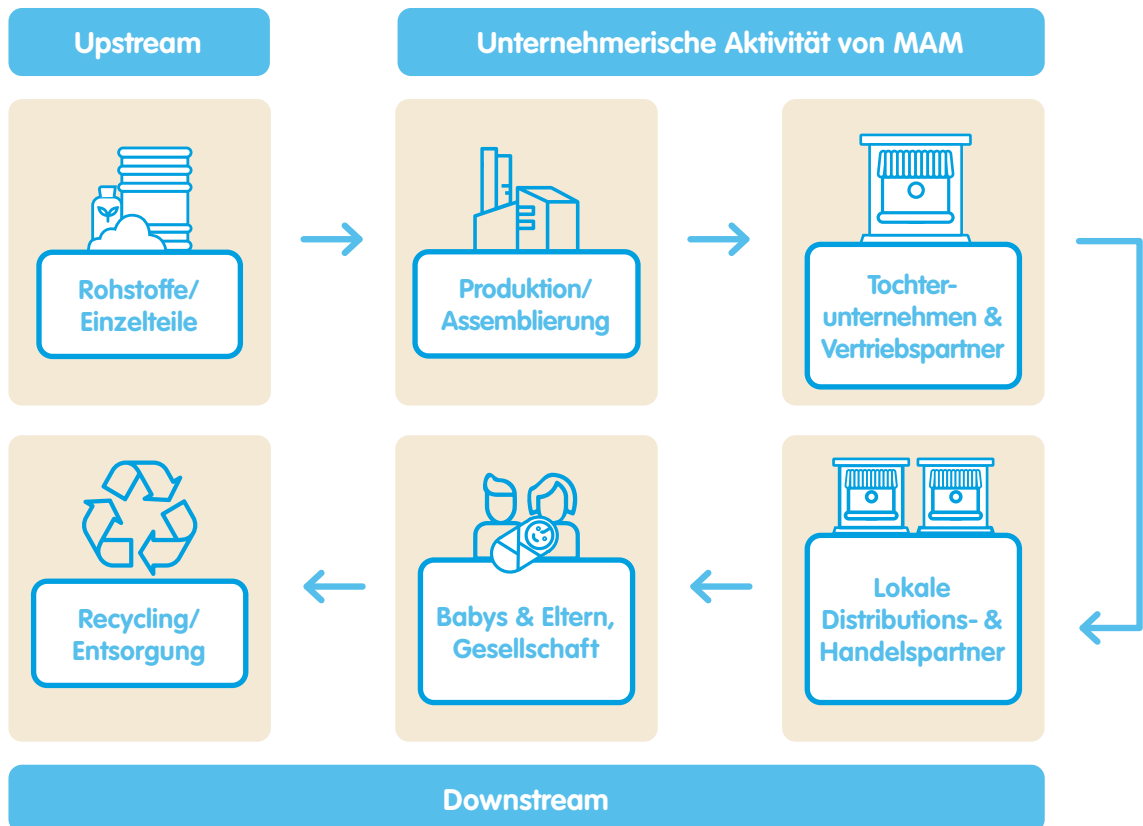 Upstream
Unternehmerische Aktivität von MAM
Rohstoffe/
Einzelteile
Produktion/
Assemblierung
Tochter-
unternehmen &
Vertriebspartner
Recycling/
Entsorgung
Babys & Eltern,
Gesellschaft
Lokale
Distributions- &
Handelspartner
Downstream